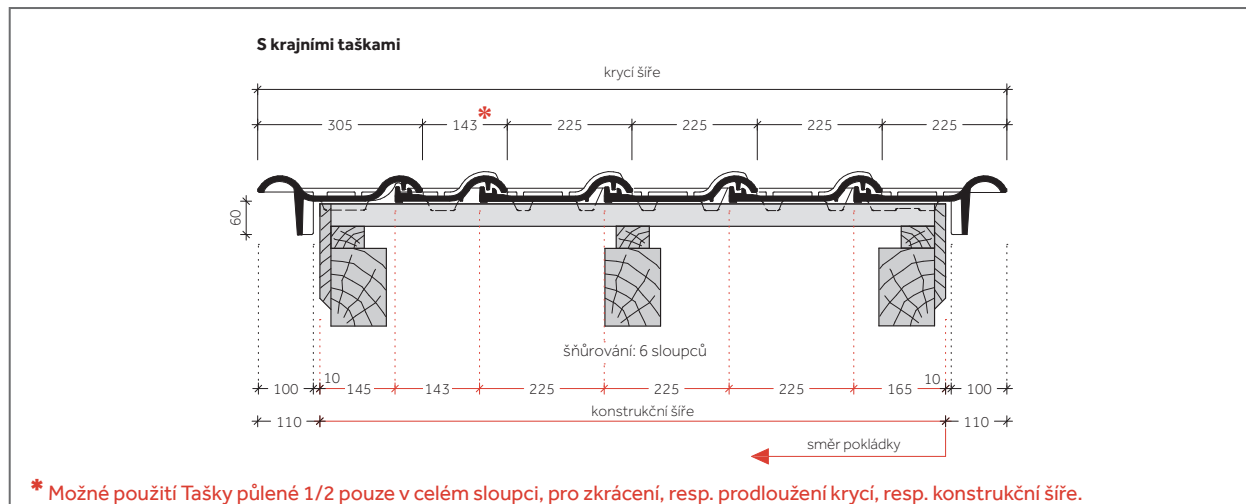 S krajními taškami
krycí šíře
305 143* 225 225 225 225
60
šňůrování: 6 sloupců
100 10 145 143 225 225 225 165 10 100
110 konstrukční šíře 110
směr pokládky
* Možné použití Tašky půlené 1/2 pouze v celém sloupci, pro zkrácení, resp. prodloužení krycí, resp. konstrukční šíře.